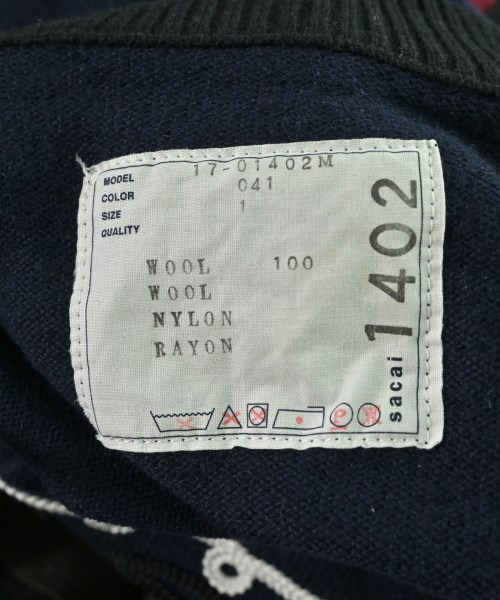 MODEL 17-01402M
COLOR 041
SIZE 1
QUALITY
WOOL 100
WOOL
NYLON
RAYON
P W
sacai 1402